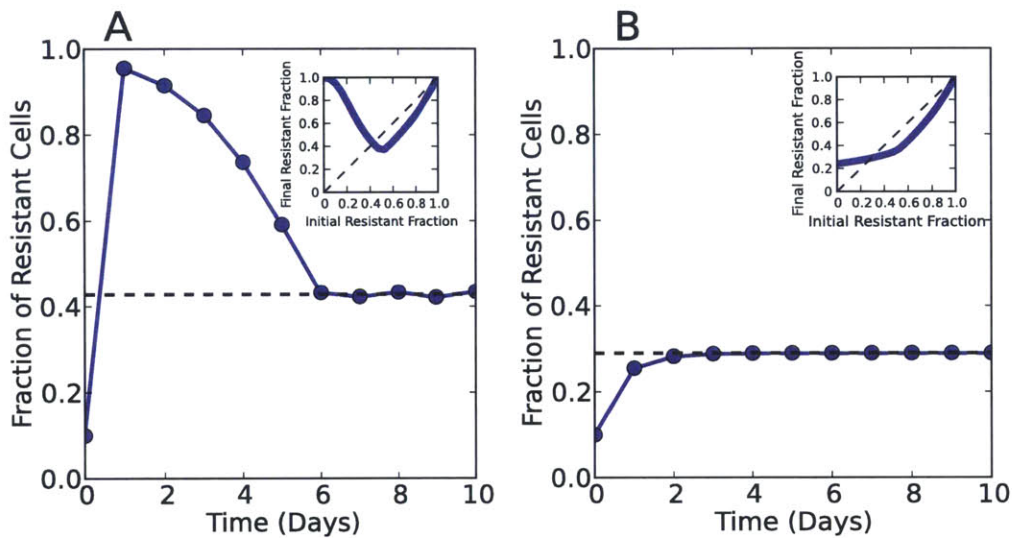 A
1.0
0.8
0.6
0.4
0.2
0.0
Fraction of Resistant Cells
0 2 4 6 8 10
Time (Days)
1.0
0.8
0.6
0.4
0.2
0
Final Resistant Fraction
0.2 0.4 0.6 0.8 1.0
Initial Resistant Fraction
B
1.0
0.8
0.6
0.4
0.2
0.0
Fraction of Resistant Cells
0 2 4 6 8 10
Time (Days)
1.0
0.8
0.6
0.4
0.2
0
Final Resistant Fraction
0 0.2 0.4 0.6 0.8 1.0
Initial Resistant Fraction